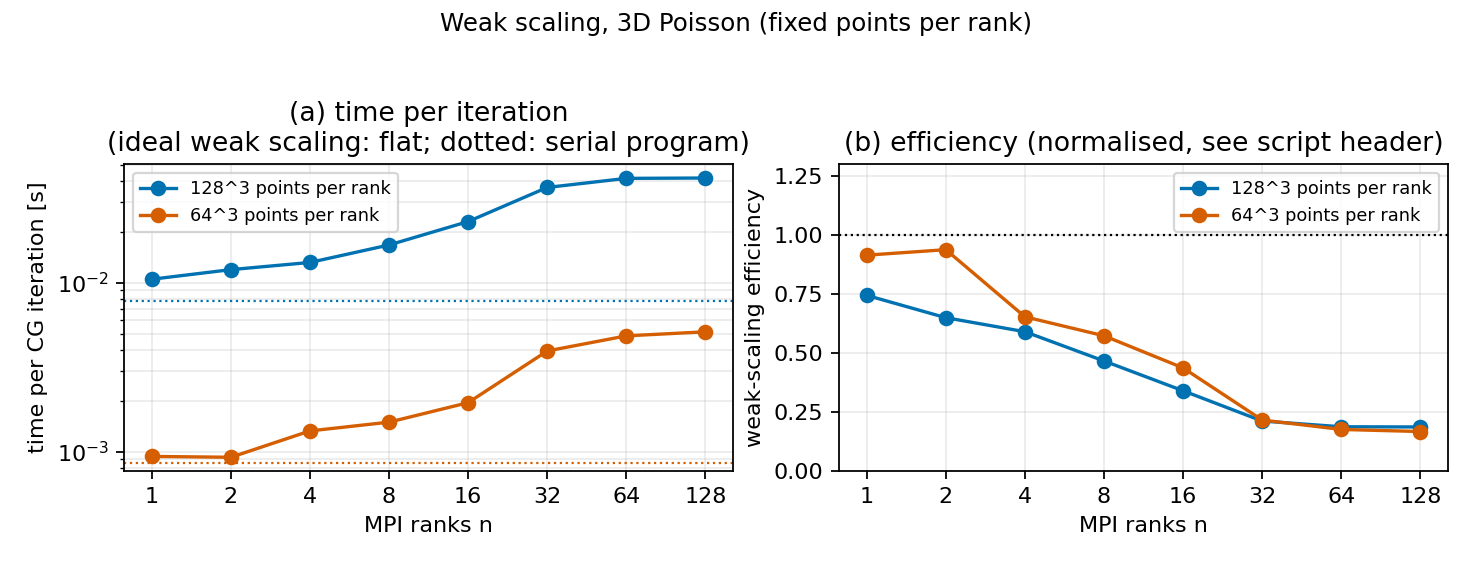 Weak scaling, 3D Poisson (fixed points per rank)
(a) time per iteration
(ideal weak scaling: flat; dotted: serial program)
time per CG iteration [s]
10^−2
10^−3
128^3 points per rank
64^3 points per rank
1 2 4 8 16 32 64 128
MPI ranks n
(b) efficiency (normalised, see script header)
weak-scaling efficiency
1.25
1.00
0.75
0.50
0.25
0.00
128^3 points per rank
64^3 points per rank
1 2 4 8 16 32 64 128
MPI ranks n